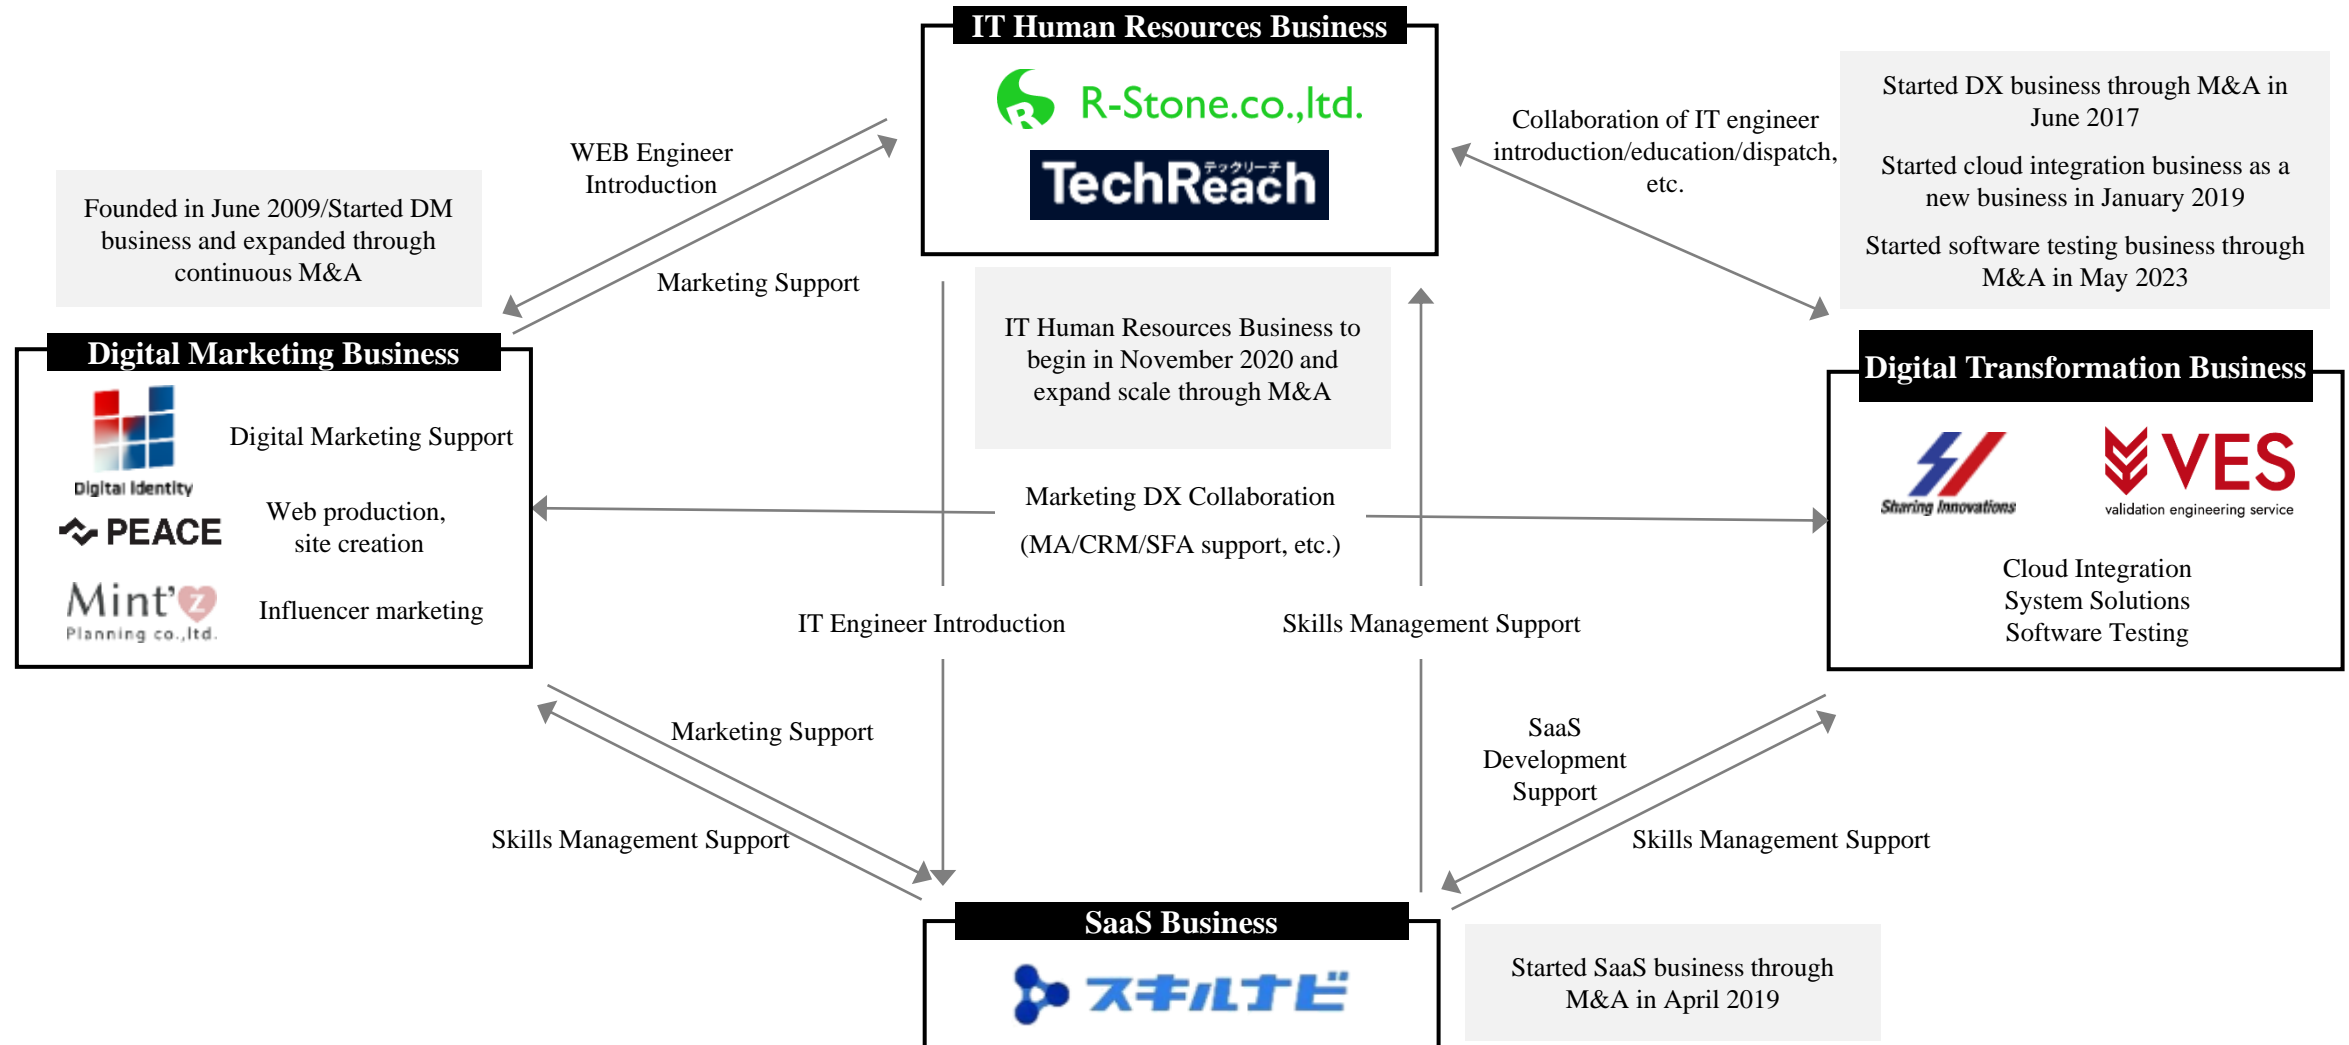 IT Human Resources Business
R-Stone.co.,ltd.
テックリーチ
TechReach
WEB Engineer
Introduction
Marketing Support
Collaboration of IT engineer
introduction/education/dispatch,
etc.
Started DX business through M&A in
June 2017
Started cloud integration business as a
new business in January 2019
Started software testing business through
M&A in May 2023
Founded in June 2009/Started DM
business and expanded through
continuous M&A
IT Human Resources Business to
begin in November 2020 and
expand scale through M&A
Digital Marketing Business
Digital Identity
Digital Marketing Support
PEACE
Web production,
site creation
Mint'z
Planning co.,ltd.
Influencer marketing
Marketing DX Collaboration
(MA/CRM/SFA support, etc.)
Digital Transformation Business
Sharing Innovations
VES
validation engineering service
Cloud Integration
System Solutions
Software Testing
IT Engineer Introduction
Skills Management Support
Marketing Support
Skills Management Support
SaaS
Development
Support
Skills Management Support
SaaS Business
スキルナビ
Started SaaS business through
M&A in April 2019